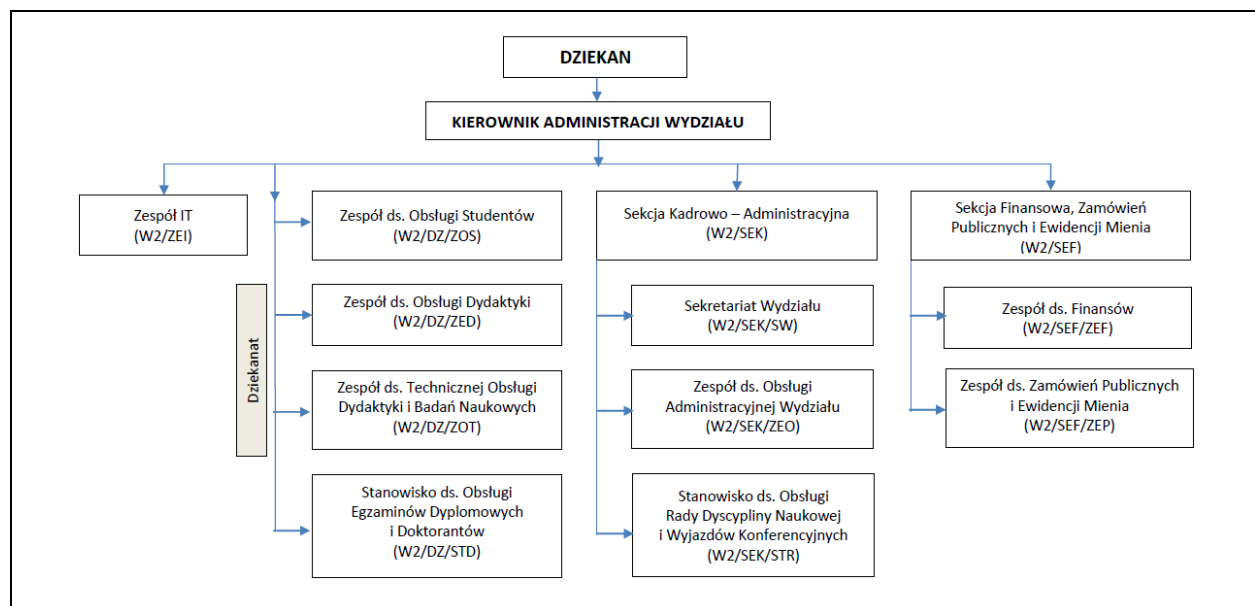 DZIEKAN
KIEROWNIK ADMINISTRACJI WYDZIAŁU
Zespół IT
(W2/ZEI)
Dziekanat
Zespół ds. Obsługi Studentów
(W2/DZ/ZOS)
Zespół ds. Obsługi Dydaktyki
(W2/DZ/ZED)
Zespół ds. Technicznej Obsługi
Dydaktyki i Badań Naukowych
(W2/DZ/ZOT)
Stanowisko ds. Obsługi
Egzaminów Dyplomowych
i Doktorantów
(W2/DZ/STD)
Sekcja Kadrowo – Administracyjna
(W2/SEK)
Sekretariat Wydziału
(W2/SEK/SW)
Zespół ds. Obsługi
Administracyjnej Wydziału
(W2/SEK/ZEO)
Stanowisko ds. Obsługi
Rady Dyscypliny Naukowej
i Wyjazdów Konferencyjnych
(W2/SEK/STR)
Sekcja Finansowa, Zamówień
Publicznych i Ewidencji Mienia
(W2/SEF)
Zespół ds. Finansów
(W2/SEF/ZEF)
Zespół ds. Zamówień Publicznych
i Ewidencji Mienia
(W2/SEF/ZEP)